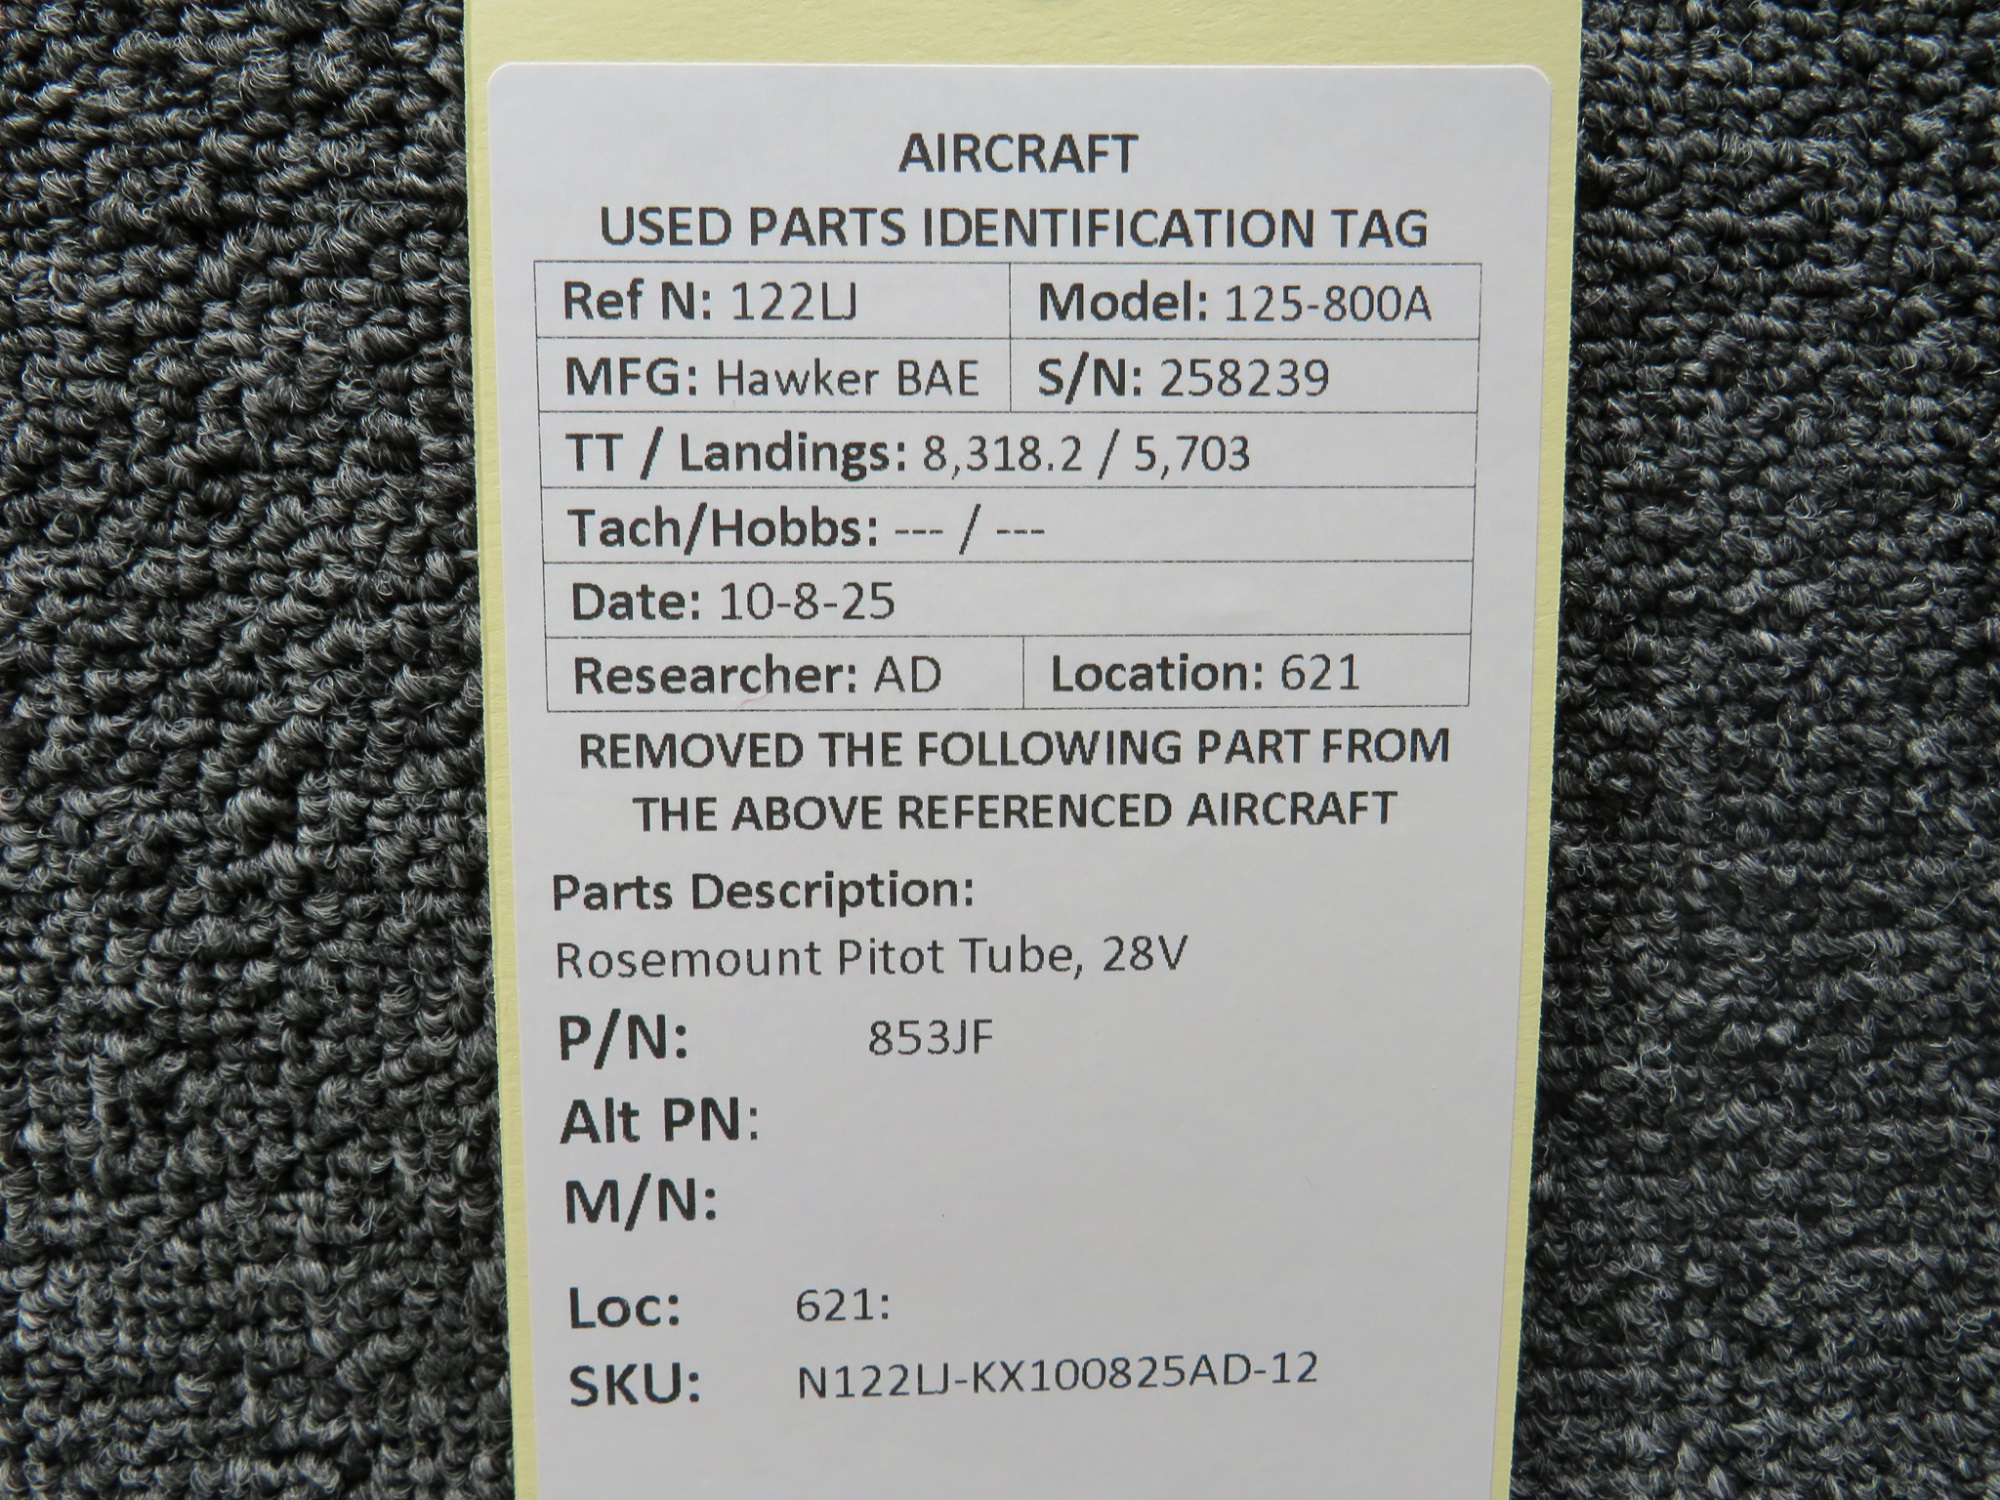 AIRCRAFT
USED PARTS IDENTIFICATION TAG
Ref N: 122LJ Model: 125-800A
MFG: Hawker BAE S/N: 258239
TT / Landings: 8,318.2 / 5,703
Tach/Hobbs: --- / ---
Date: 10-8-25
Researcher: AD Location: 621
REMOVED THE FOLLOWING PART FROM
THE ABOVE REFERENCED AIRCRAFT
Parts Description:
Rosemount Pitot Tube, 28V
P/N: 853JF
Alt PN:
M/N:
Loc: 621:
SKU: N122LJ-KX100825AD-12